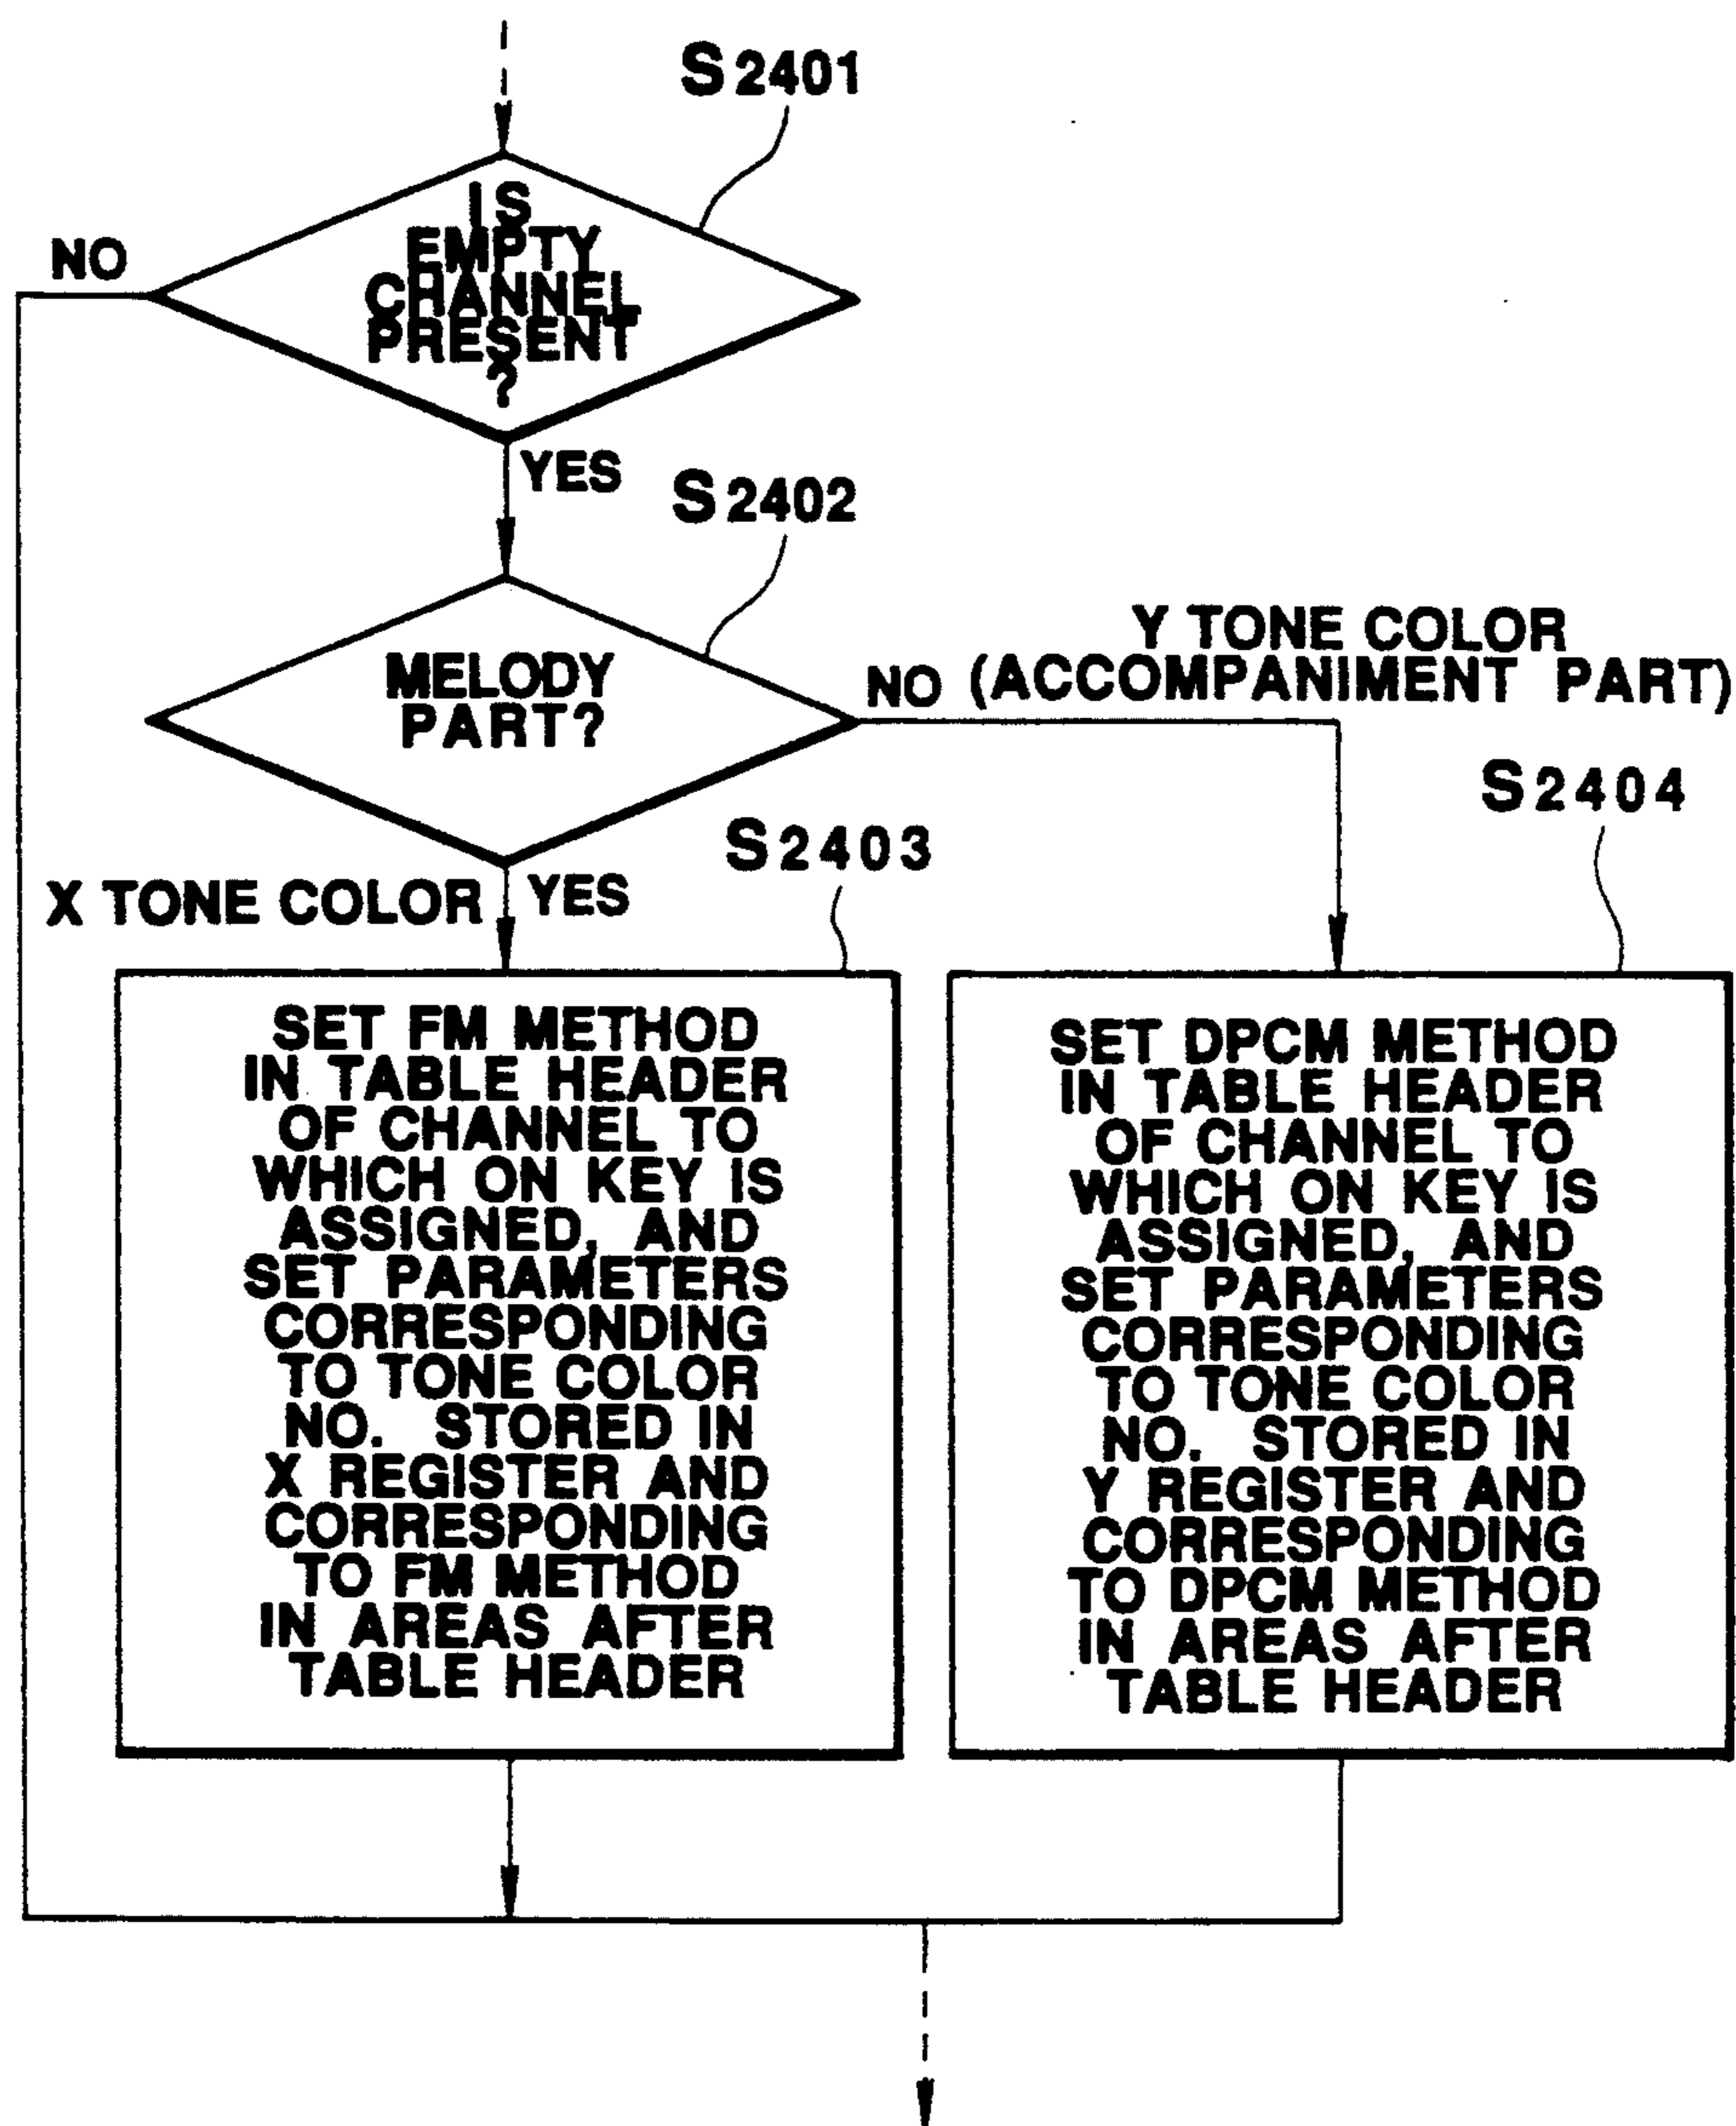 S2401
IS
EMPTY
CHANNEL
PRESENT
?
NO
YES
S2402
MELODY
PART?
Y TONE COLOR
NO (ACCOMPANIMENT PART)
S2404
S2403
X TONE COLOR YES
SET FM METHOD
IN TABLE HEADER
OF CHANNEL TO
WHICH ON KEY IS
ASSIGNED, AND
SET PARAMETERS
CORRESPONDING
TO TONE COLOR
NO. STORED IN
X REGISTER AND
CORRESPONDING
TO FM METHOD
IN AREAS AFTER
TABLE HEADER
SET DPCM METHOD
IN TABLE HEADER
OF CHANNEL TO
WHICH ON KEY IS
ASSIGNED, AND
SET PARAMETERS
CORRESPONDING
TO TONE COLOR
NO. STORED IN
Y REGISTER AND
CORRESPONDING
TO DPCM METHOD
IN AREAS AFTER
TABLE HEADER